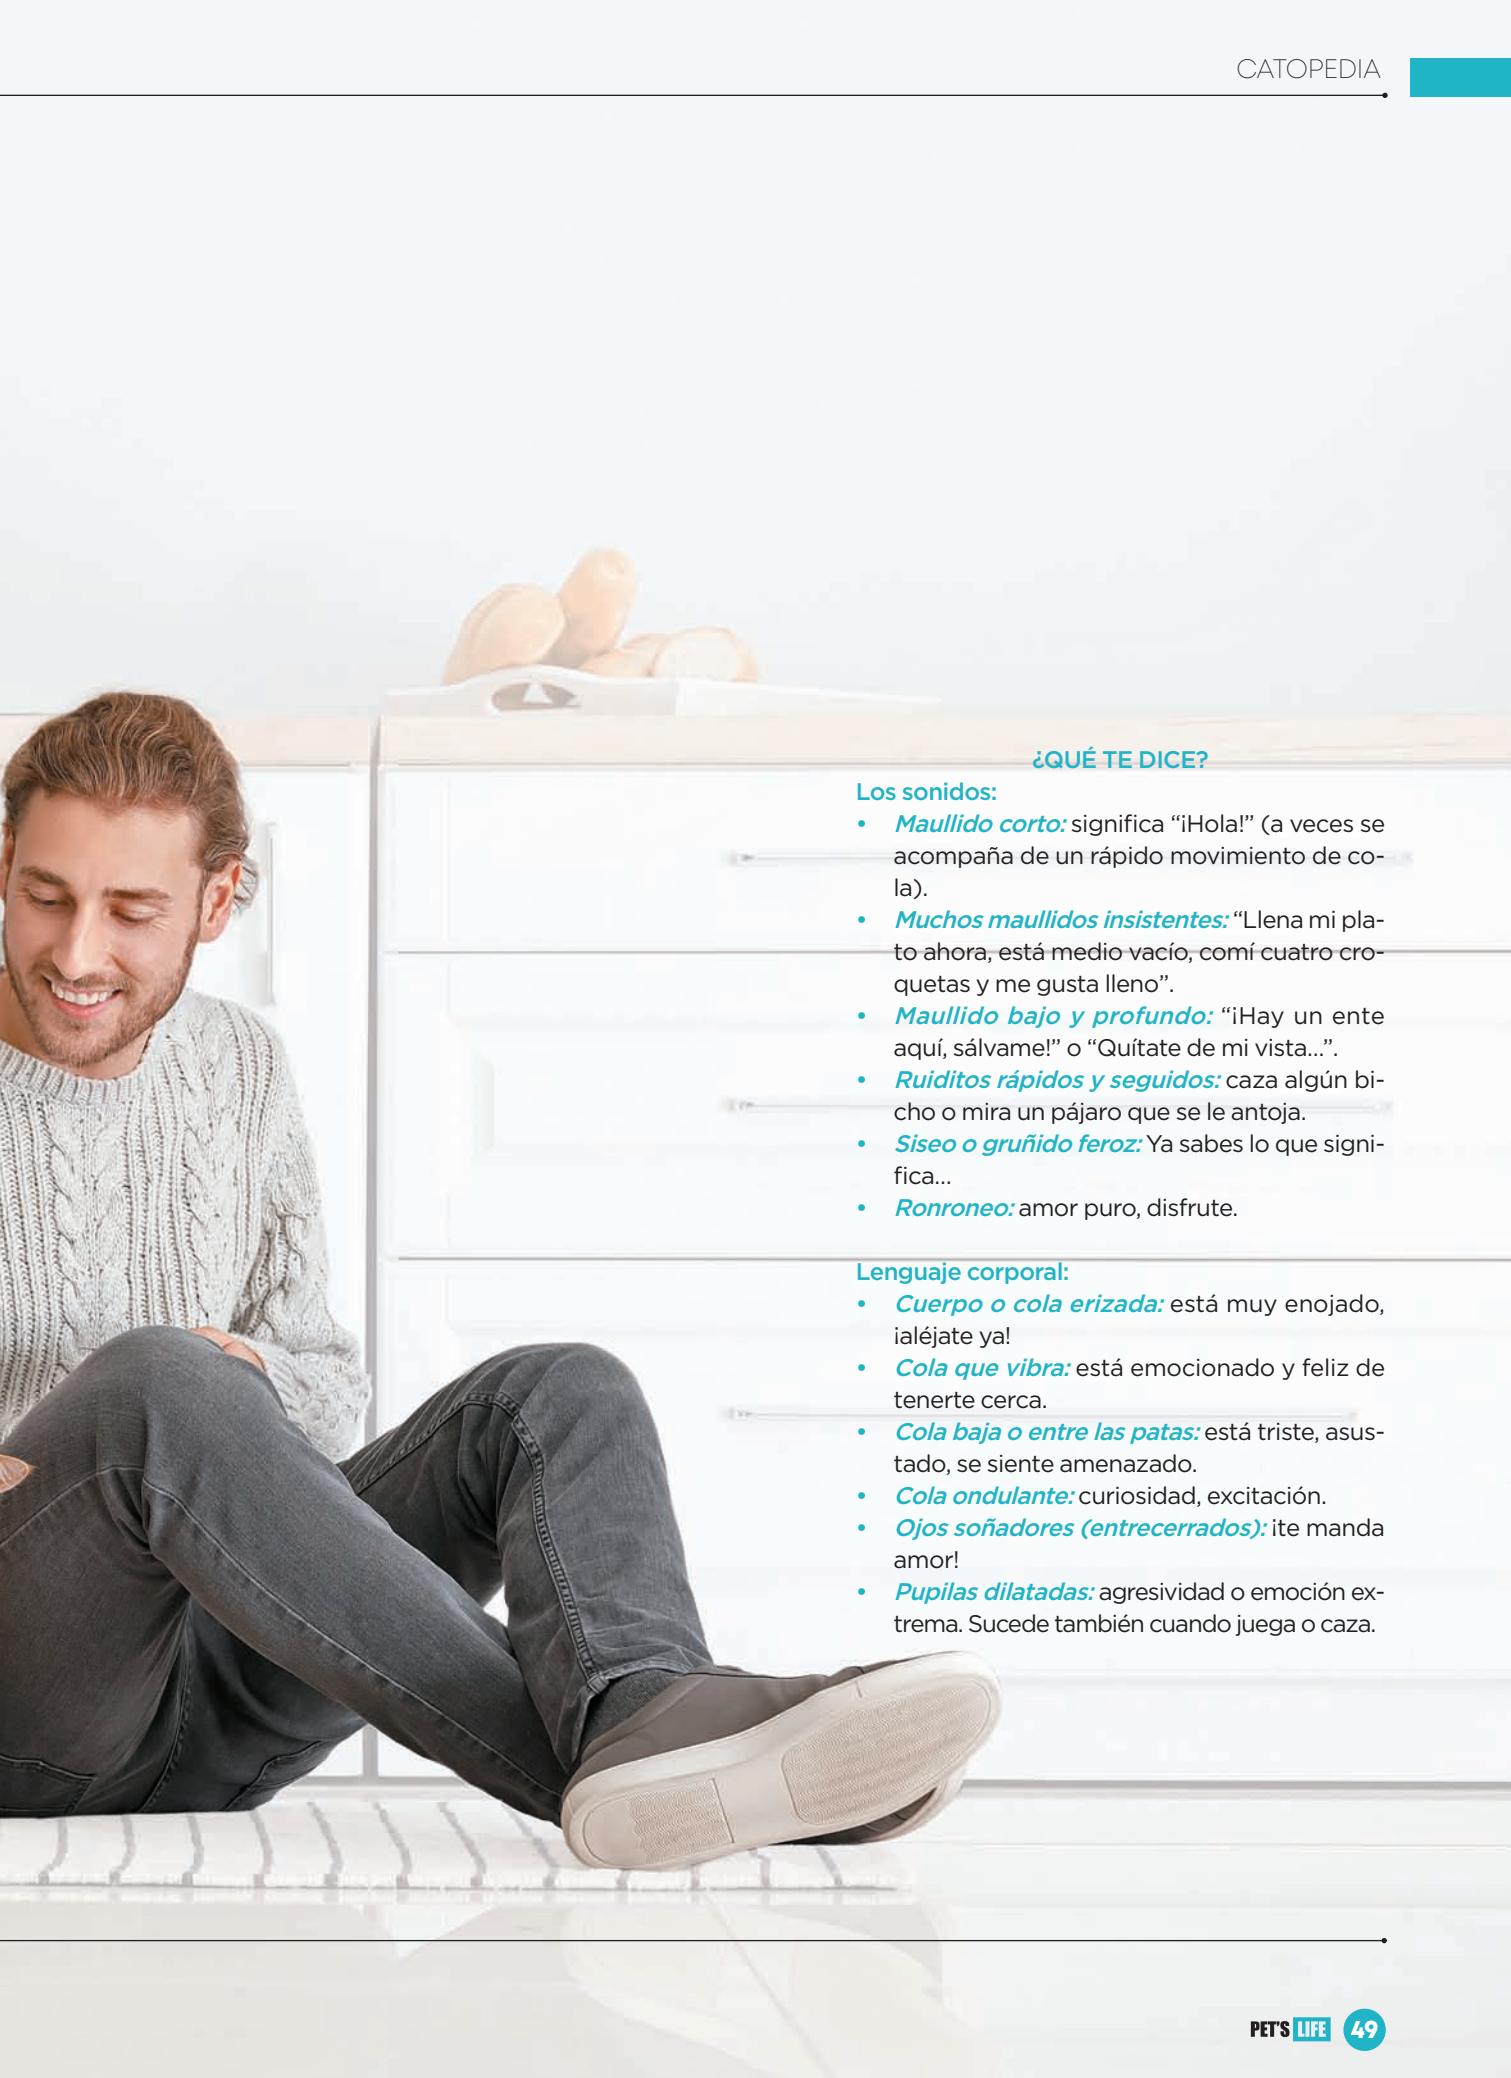 CATOPEDIA
¿QUÉ TE DICE?
Los sonidos:
• Maullido corto: significa “¡Hola!” (a veces se
acompaña de un rápido movimiento de co-
la).
• Muchos maullidos insistentes: “Llena mi pla-
to ahora, está medio vacío, comí cuatro cro-
quetas y me gusta lleno”.
• Maullido bajo y profundo: “¡Hay un ente
aquí, sálvame!” o “Quítate de mi vista...”.
• Ruiditos rápidos y seguidos: caza algún bi-
cho o mira un pájaro que se le antoja.
• Siseo o gruñido feroz: Ya sabes lo que signi-
fica...
• Ronroneo: amor puro, disfrute.
Lenguaje corporal:
• Cuerpo o cola erizada: está muy enojado,
¡aléjate ya!
• Cola que vibra: está emocionado y feliz de
tenerte cerca.
• Cola baja o entre las patas: está triste, asus-
tado, se siente amenazado.
• Cola ondulante: curiosidad, excitación.
• Ojos soñadores (entrecerrados): ¡te manda
amor!
• Pupilas dilatadas: agresividad o emoción ex-
trema. Sucede también cuando juega o caza.
PET'S LIFE 49